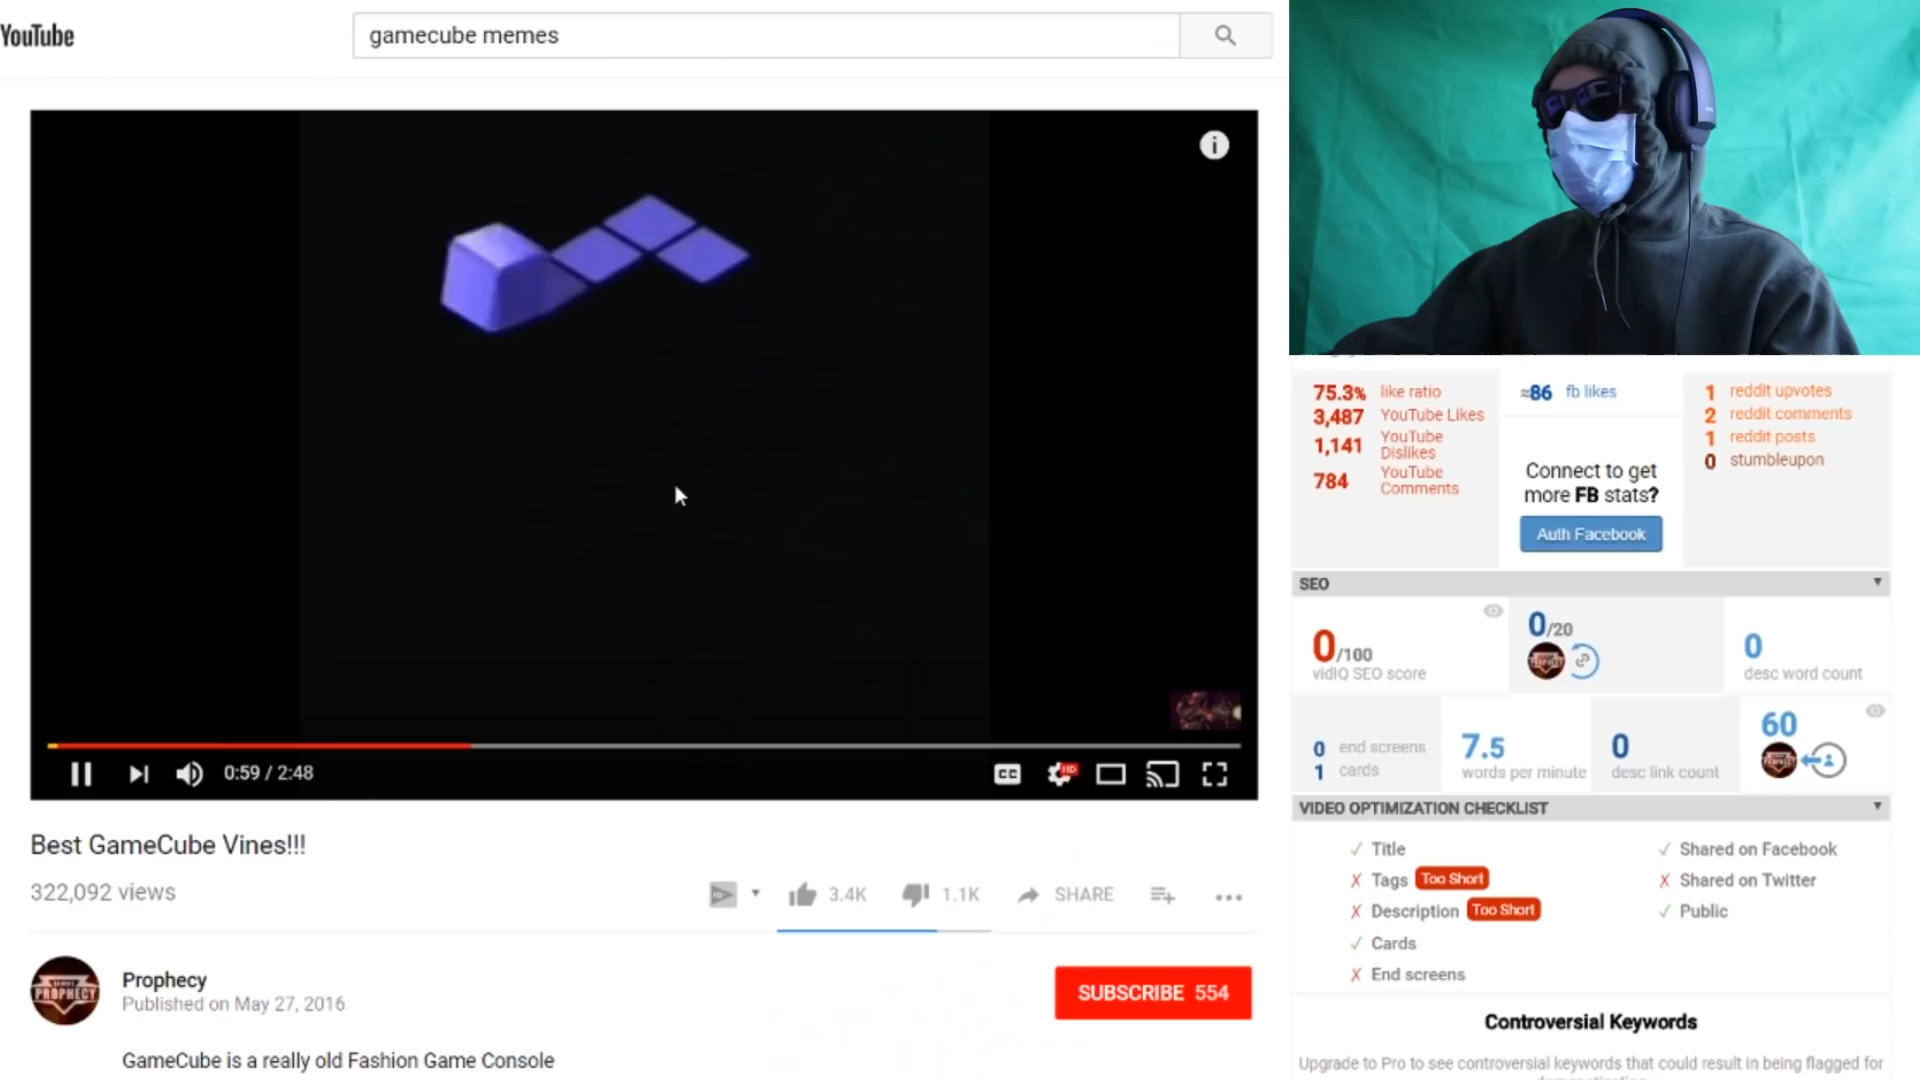 YouTube
gamecube memes
0:59 / 2:48
CC
HD
Best GameCube Vines!!!
322,092 views
3.4K
1.1K
SHARE
PROPHECY
Prophecy
Published on May 27, 2016
SUBSCRIBE 554
GameCube is a really old Fashion Game Console
75.3% like ratio
3,487 YouTube Likes
1,141 YouTube
Dislikes
784 YouTube
Comments
≈86 fb likes
Connect to get
more FB stats?
Auth Facebook
1 reddit upvotes
2 reddit comments
1 reddit posts
0 stumbleupon
SEO
0/100
vidIQ SEO score
0/20
0
desc word count
0 end screens
1 cards
7.5
words per minute
0
desc link count
60
VIDEO OPTIMIZATION CHECKLIST
✓ Title
✗ Tags Too Short
✗ Description Too Short
✓ Cards
✗ End screens
✓ Shared on Facebook
✗ Shared on Twitter
✓ Public
Controversial Keywords
Upgrade to Pro to see controversial keywords that could result in being flagged for